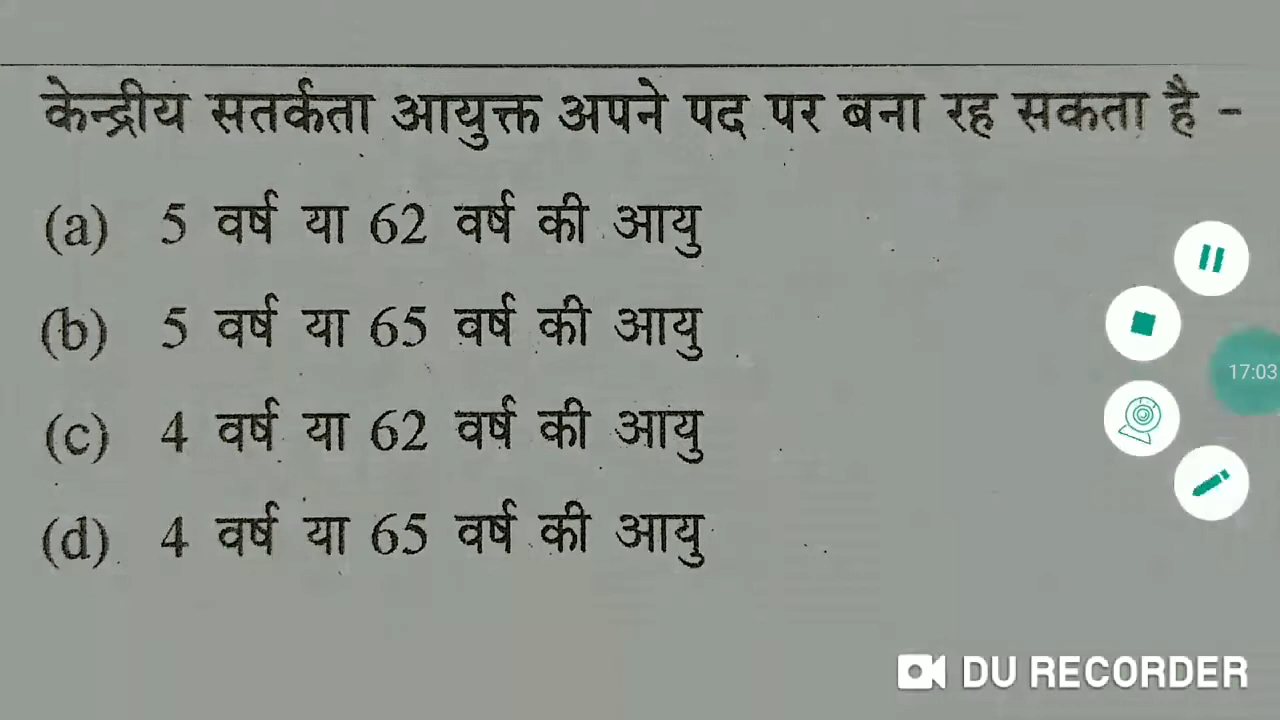 केन्द्रीय सतर्कता आयुक्त अपने पद पर बना रह सकता है -
(a) 5 वर्ष या 62 वर्ष की आयु
(b) 5 वर्ष या 65 वर्ष की आयु
(c) 4 वर्ष या 62 वर्ष की आयु
(d) 4 वर्ष या 65 वर्ष की आयु
17:03
DU RECORDER